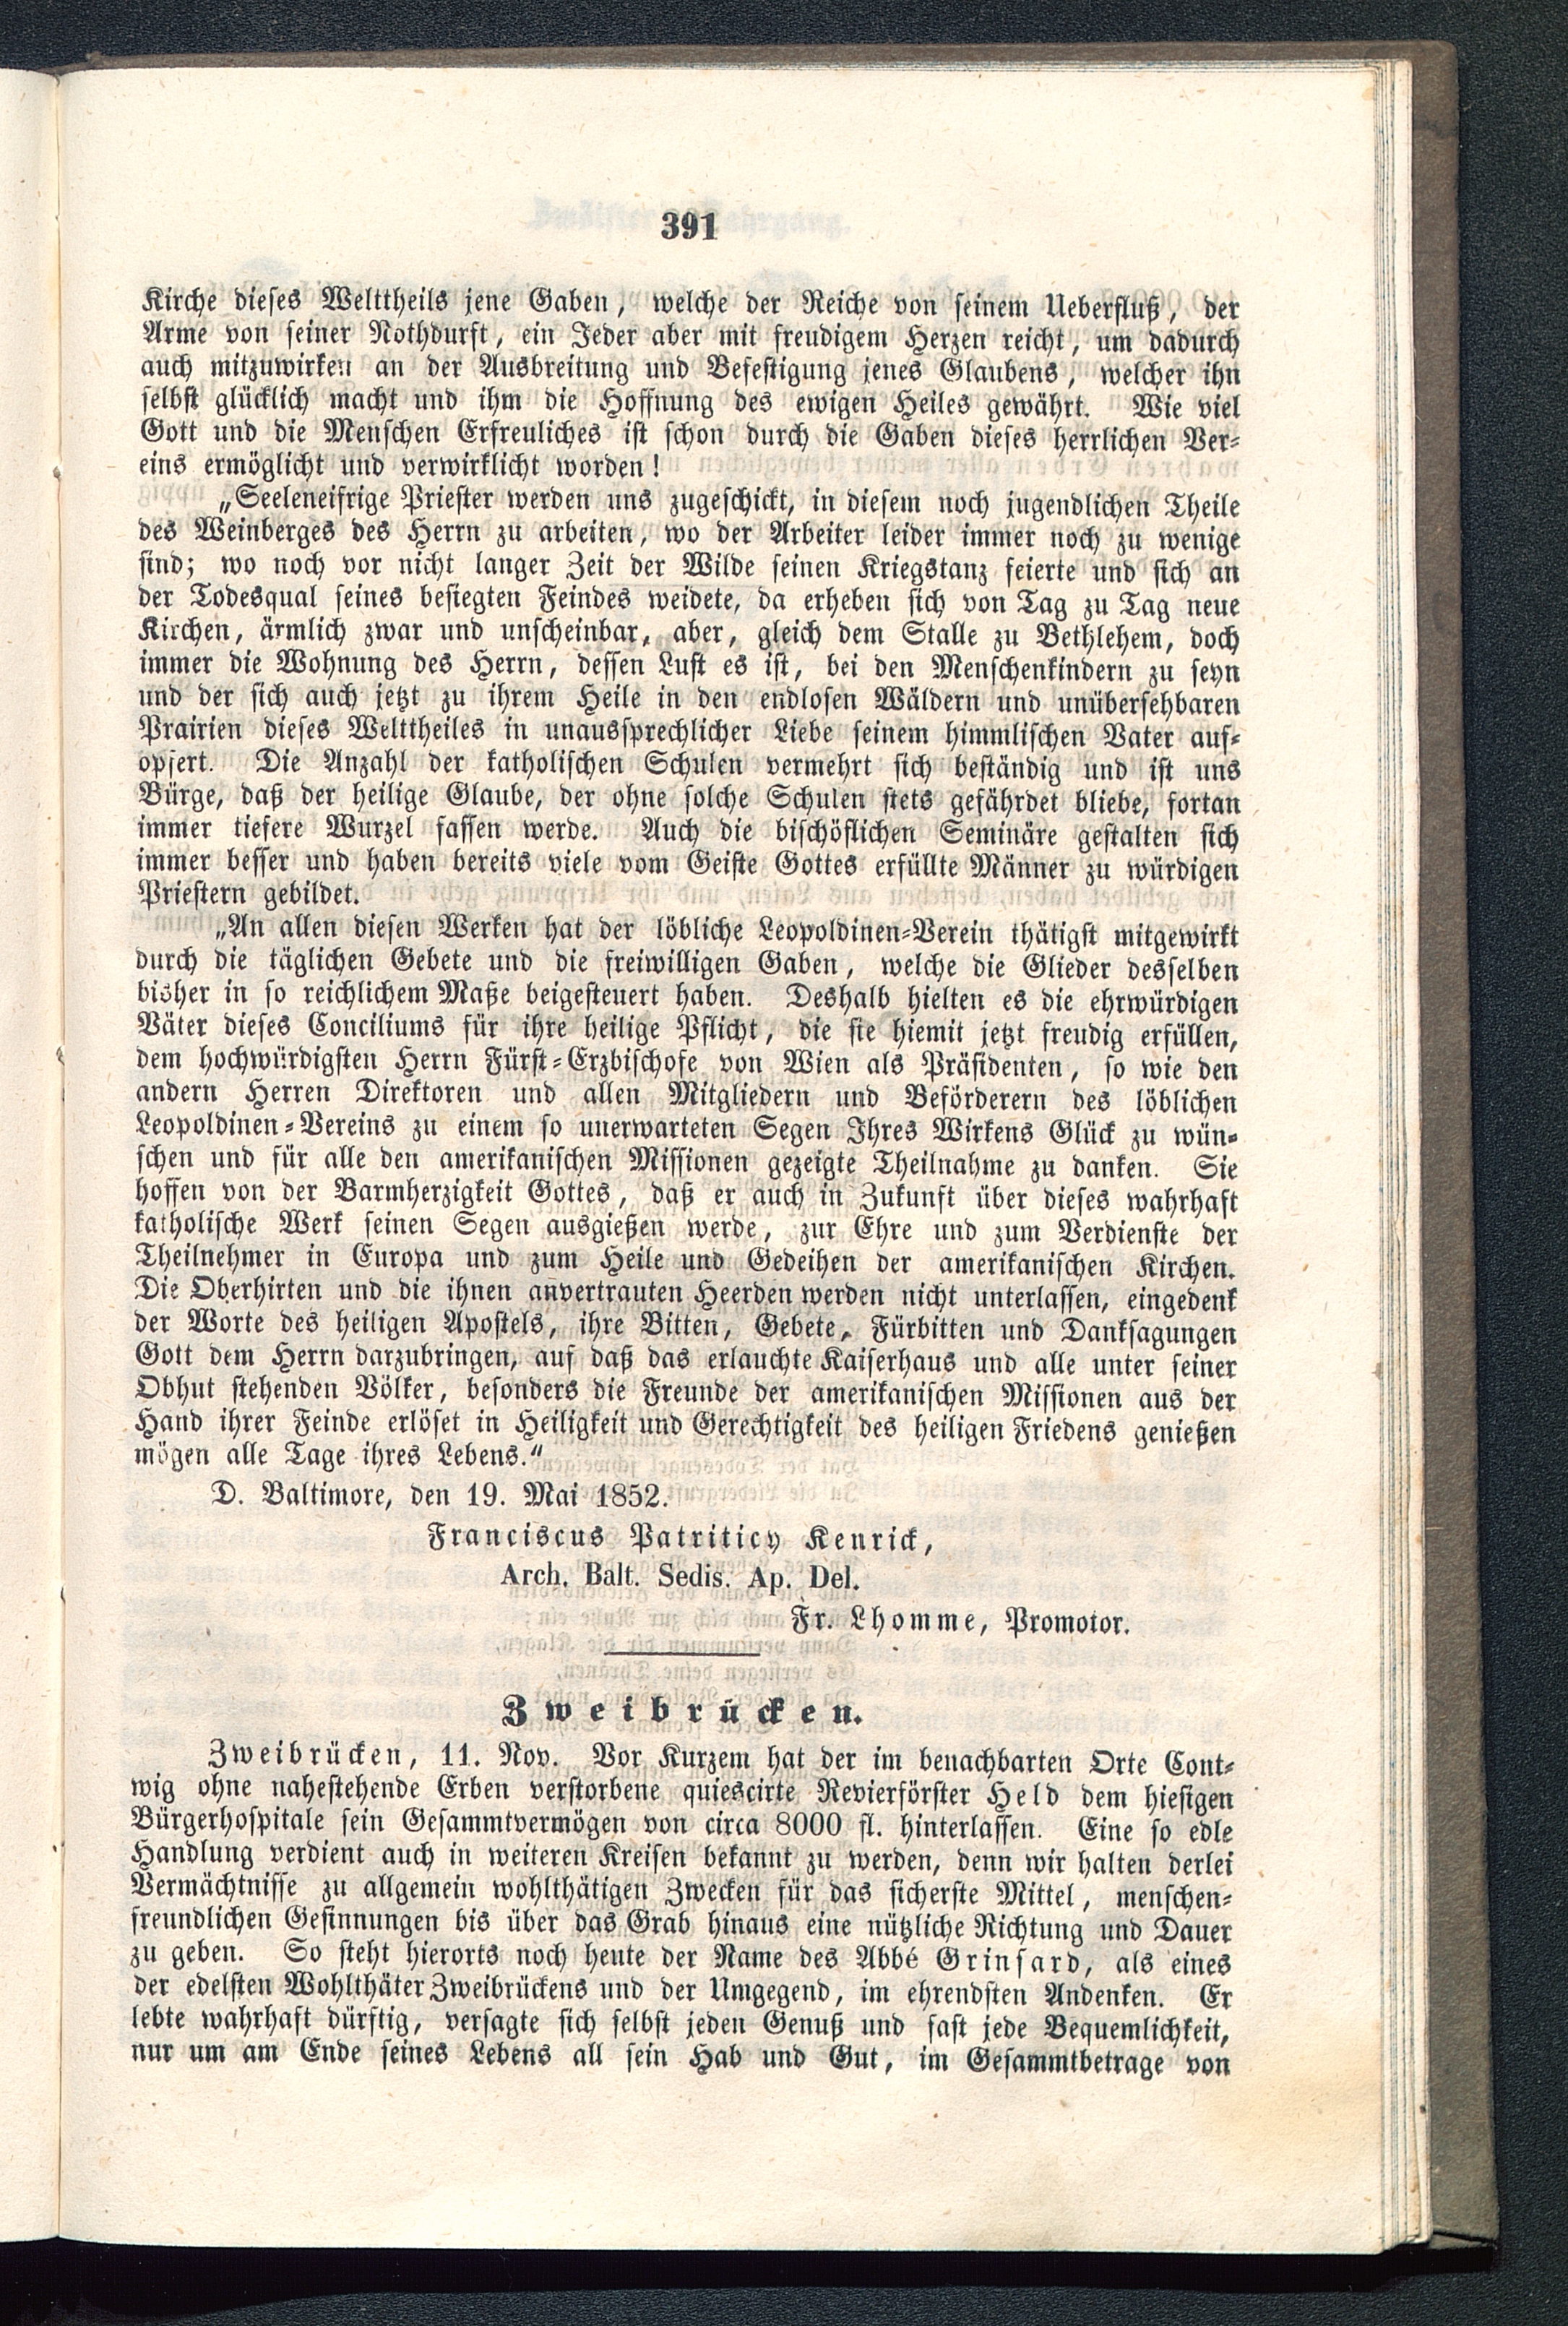 391
Kirche dieses Welttheils jene Gaben, welche der Reiche von seinem Ueberfluß, der
Arme von seiner Nothdurft, ein Jeder aber mit freudigem Herzen reicht, um dadurch
auch mitzuwirken an der Ausbreitung und Befestigung jenes Glaubens, welcher ihn
selbst glücklich macht und ihm die Hoffnung des ewigen Heiles gewährt. Wie viel
Gott und die Menschen Erfreuliches ist schon durch die Gaben dieses herrlichen Ver-
eins ermöglicht und verwirklicht worden!
„Seeleneifrige Priester werden uns zugeschickt, in diesem noch jugendlichen Theile
des Weinberges des Herrn zu arbeiten, wo der Arbeiter leider immer noch zu wenige
sind; wo noch vor nicht langer Zeit der Wilde seinen Kriegstanz feierte und sich an
der Todesqual seines besiegten Feindes weidete, da erheben sich von Tag zu Tag neue
Kirchen, ärmlich zwar und unscheinbar, aber, gleich dem Stalle zu Bethlehem, doch
immer die Wohnung des Herrn, dessen Lust es ist, bei den Menschenkindern zu seyn
und der sich auch jetzt zu ihrem Heile in den endlosen Wäldern und unübersehbaren
Prairien dieses Welttheiles in unaussprechlicher Liebe seinem himmlischen Vater auf-
opfert. Die Anzahl der katholischen Schulen vermehrt sich beständig und ist uns
Bürge, daß der heilige Glaube, der ohne solche Schulen stets gefährdet bliebe, fortan
immer tiefere Wurzel fassen werde. Auch die bischöflichen Seminäre gestalten sich
immer besser und haben bereits viele vom Geiste Gottes erfüllte Männer zu würdigen
Priestern gebildet.
„An allen diesen Werken hat der löbliche Leopoldinen-Verein thätigst mitgewirkt
durch die täglichen Gebete und die freiwilligen Gaben, welche die Glieder desselben
bisher in so reichlichem Maße beigesteuert haben. Deshalb hielten es die ehrwürdigen
Väter dieses Conciliums für ihre heilige Pflicht, die sie hiemit jetzt freudig erfüllen,
dem hochwürdigsten Herrn Fürst-Erzbischofe von Wien als Präsidenten, so wie den
andern Herren Direktoren und allen Mitgliedern und Beförderern des löblichen
Leopoldinen-Vereins zu einem so unerwarteten Segen Ihres Wirkens Glück zu wün-
schen und für alle den amerikanischen Missionen gezeigte Theilnahme zu danken. Sie
hoffen von der Barmherzigkeit Gottes, daß er auch in Zukunft über dieses wahrhaft
katholische Werk seinen Segen ausgießen werde, zur Ehre und zum Verdienste der
Theilnehmer in Europa und zum Heile und Gedeihen der amerikanischen Kirchen.
Die Oberhirten und die ihnen anvertrauten Heerden werden nicht unterlassen, eingedenk
der Worte des heiligen Apostels, ihre Bitten, Gebete, Fürbitten und Danksagungen
Gott dem Herrn darzubringen, auf daß das erlauchte Kaiserhaus und alle unter seiner
Obhut stehenden Völker, besonders die Freunde der amerikanischen Missionen aus der
Hand ihrer Feinde erlöset in Heiligkeit und Gerechtigkeit des heiligen Friedens genießen
mögen alle Tage ihres Lebens.“
D. Baltimore, den 19. Mai 1852.
Franciscus Patriticy Kenrick,
Arch. Balt. Sedis. Ap. Del.
Fr. Lhomme, Promotor.
Zweibrücken.
Zweibrücken, 11. Nov. Vor Kurzem hat der im benachbarten Orte Cont-
wig ohne nahestehende Erben verstorbene quiescirte Revierförster Held dem hiesigen
Bürgerhospitale sein Gesammtvermögen von circa 8000 fl. hinterlassen. Eine so edle
Handlung verdient auch in weiteren Kreisen bekannt zu werden, denn wir halten derlei
Vermächtnisse zu allgemein wohlthätigen Zwecken für das sicherste Mittel, menschen-
freundlichen Gesinnungen bis über das Grab hinaus eine nützliche Richtung und Dauer
zu geben. So steht hierorts noch heute der Name des Abbé Grinsard, als eines
der edelsten Wohlthäter Zweibrückens und der Umgegend, im ehrendsten Andenken. Er
lebte wahrhaft dürftig, versagte sich selbst jeden Genuß und fast jede Bequemlichkeit,
nur um am Ende seines Lebens all sein Hab und Gut, im Gesammtbetrage von